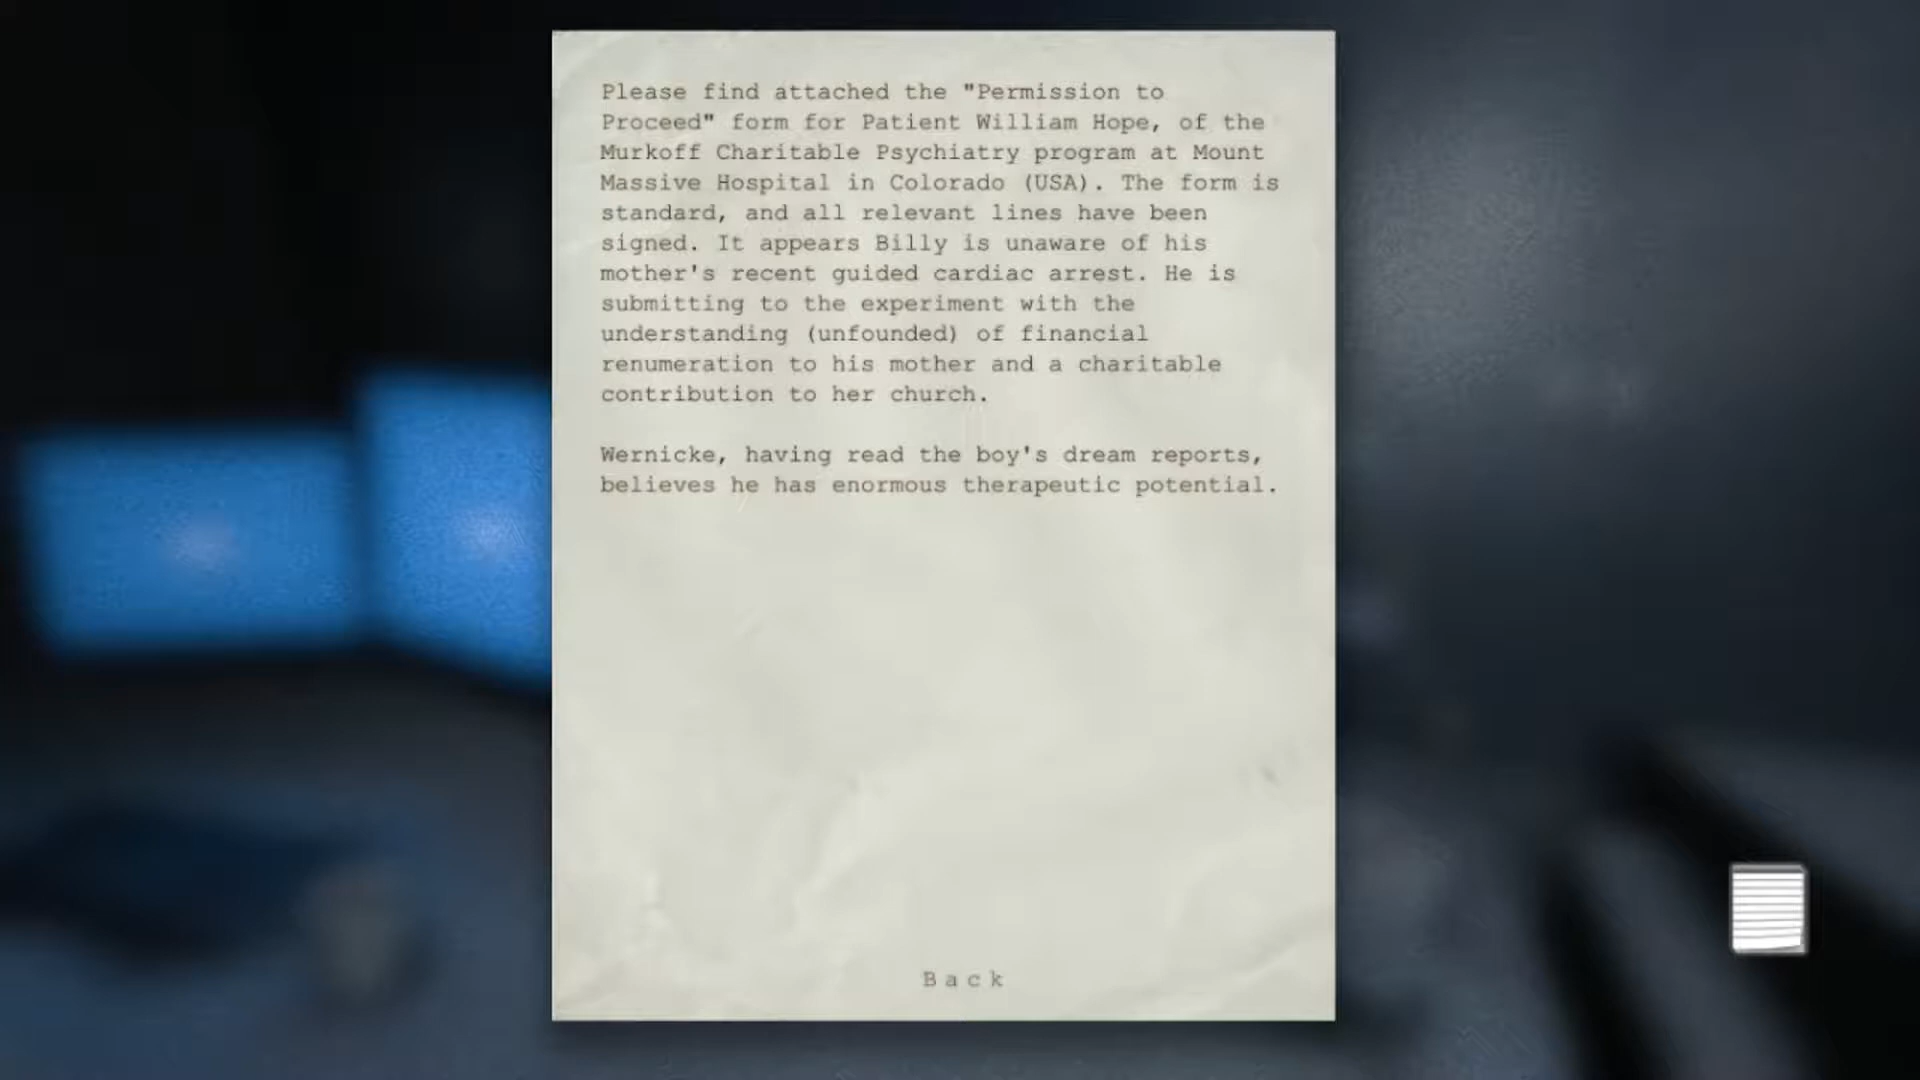 Please find attached the "Permission to
Proceed" form for Patient William Hope, of the
Murkoff Charitable Psychiatry program at Mount
Massive Hospital in Colorado (USA). The form is
standard, and all relevant lines have been
signed. It appears Billy is unaware of his
mother's recent guided cardiac arrest. He is
submitting to the experiment with the
understanding (unfounded) of financial
renumeration to his mother and a charitable
contribution to her church.
Wernicke, having read the boy's dream reports,
believes he has enormous therapeutic potential.
Back